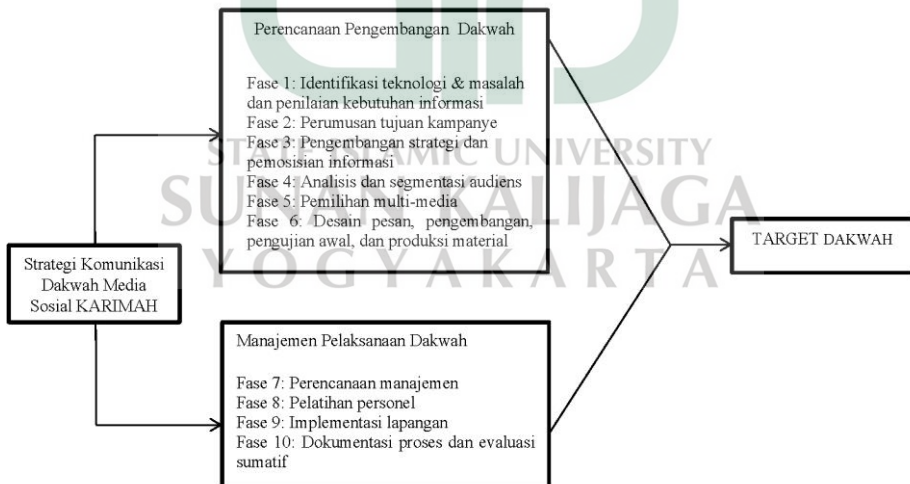 Perencanaan Pengembangan Dakwah
Fase 1: Identifikasi teknologi & masalah
dan penilaian kebutuhan informasi
Fase 2: Perumusan tujuan kampanye
Fase 3: Pengembangan strategi dan
pemosisian informasi
Fase 4: Analisis dan segmentasi audiens
Fase 5: Pemilihan multi-media
Fase 6: Desain pesan, pengembangan,
pengujian awal, dan produksi material
STATE ISLAMIC UNIVERSITY
SUNAN KALIJAGA
YOGYAKARTA
Strategi Komunikasi
Dakwah Media
Sosial KARIMAH
TARGET DAKWAH
Manajemen Pelaksanaan Dakwah
Fase 7: Perencanaan manajemen
Fase 8: Pelatihan personel
Fase 9: Implementasi lapangan
Fase 10: Dokumentasi proses dan evaluasi
sumatif